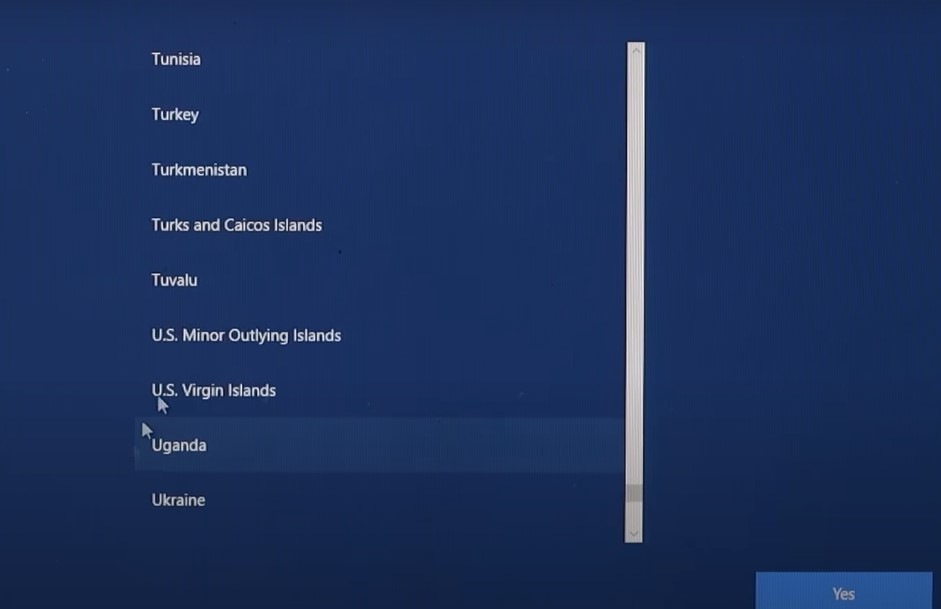 Tunisia
Turkey
Turkmenistan
Turks and Caicos Islands
Tuvalu
U.S. Minor Outlying Islands
U.S. Virgin Islands
Uganda
Ukraine
Yes